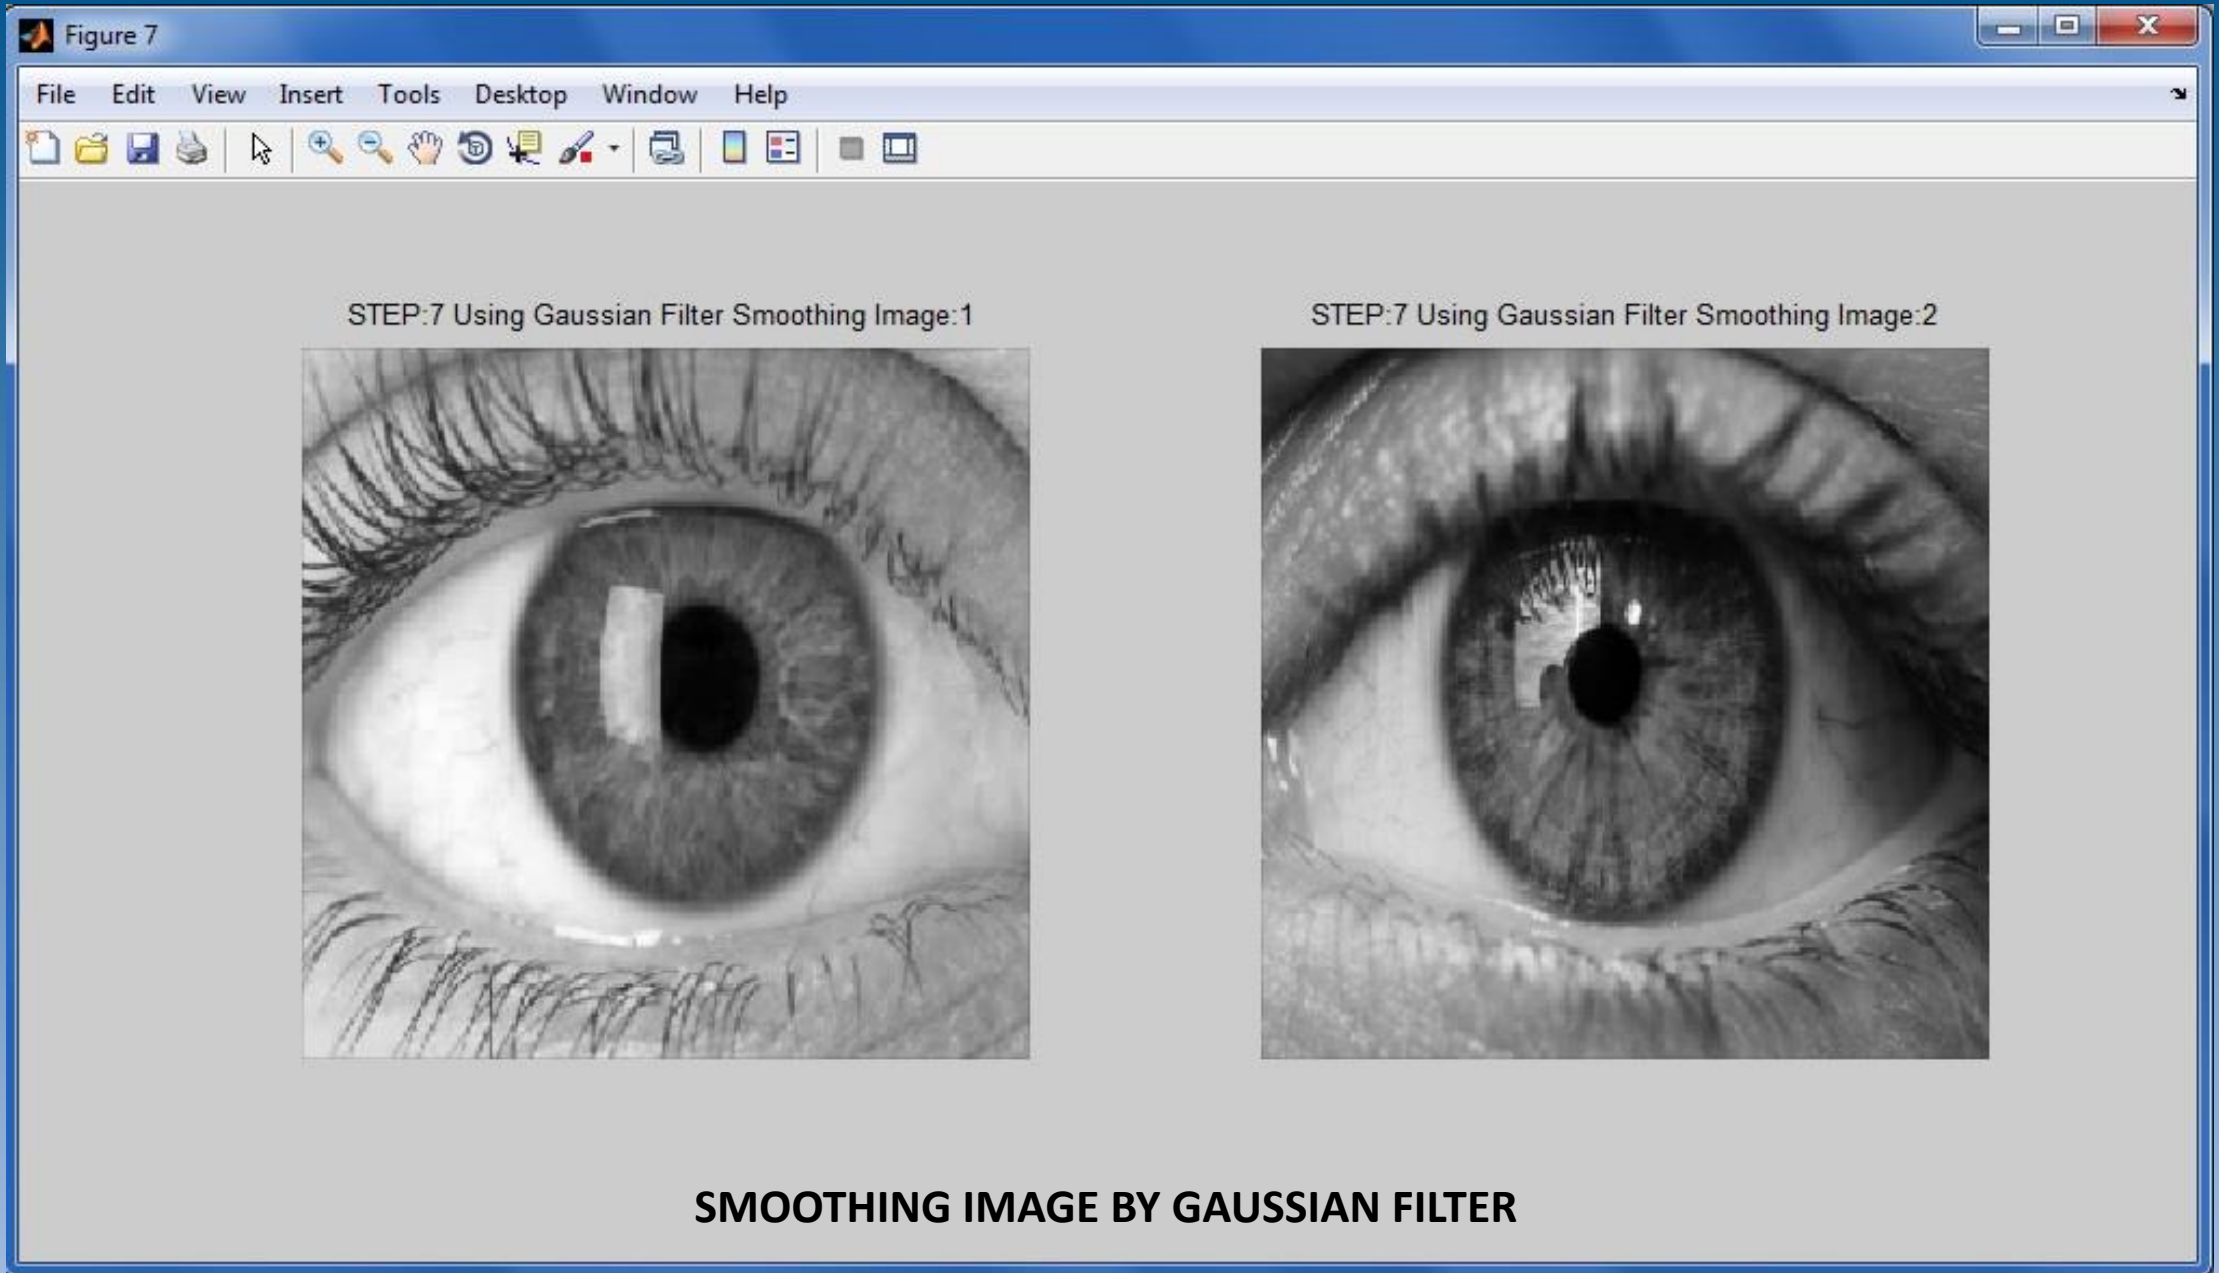 Figure 7
File Edit View Insert Tools Desktop Window Help
STEP:7 Using Gaussian Filter Smoothing Image:1
STEP:7 Using Gaussian Filter Smoothing Image:2
SMOOTHING IMAGE BY GAUSSIAN FILTER